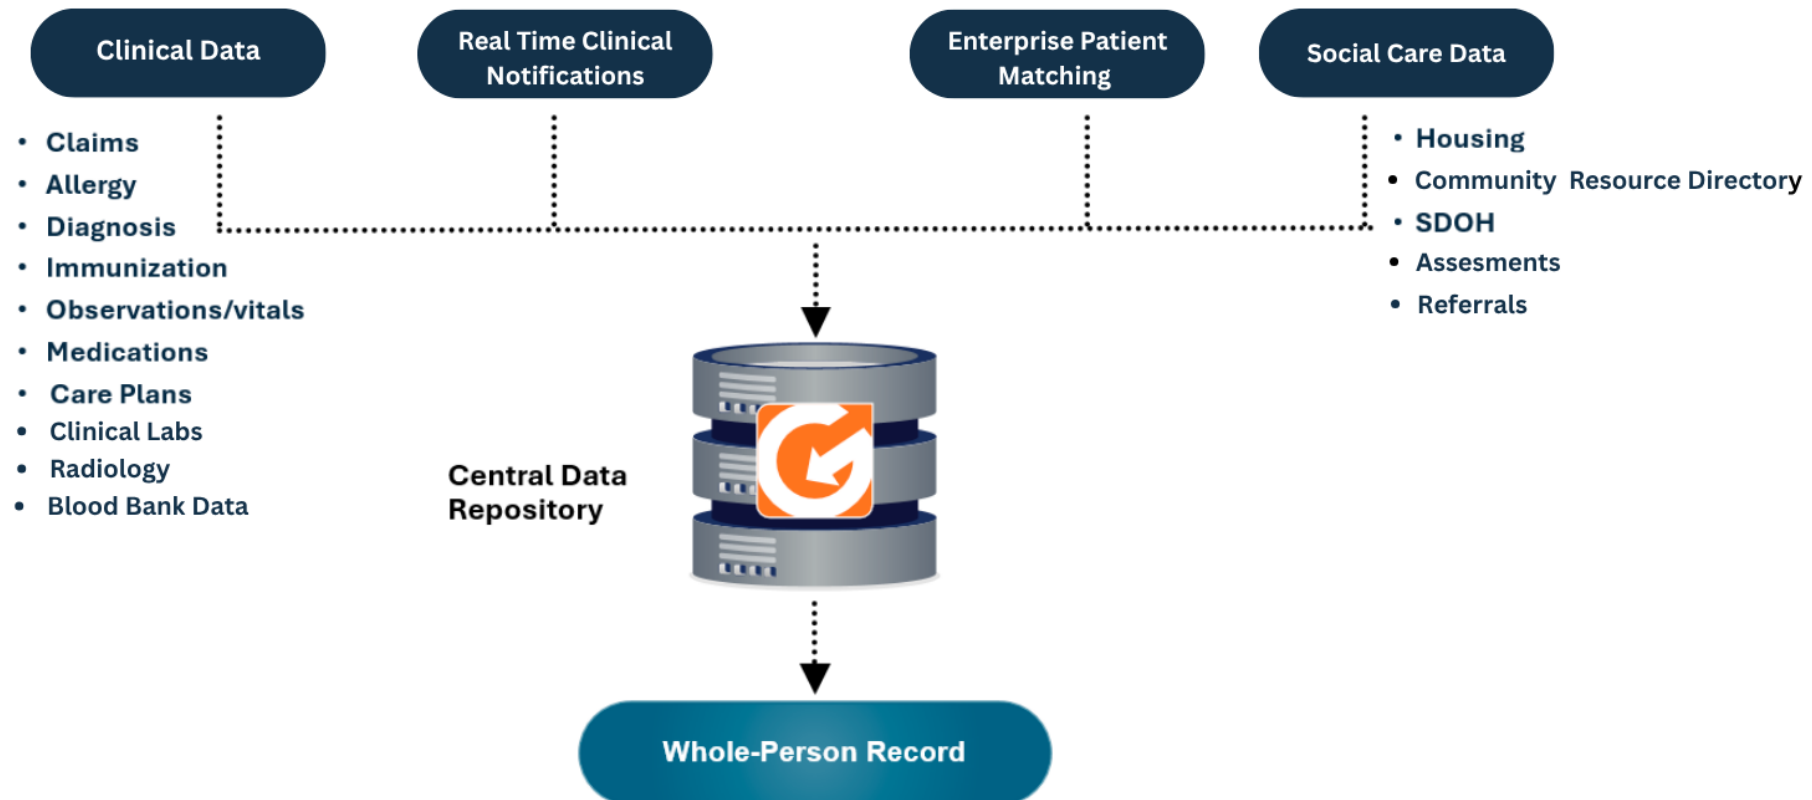 Clinical Data
Real Time Clinical
Notifications
Enterprise Patient
Matching
Social Care Data
• Claims
• Allergy
• Diagnosis
• Immunization
• Observations/vitals
• Medications
• Care Plans
• Clinical Labs
• Radiology
• Blood Bank Data
• Housing
• Community Resource Directory
• SDOH
• Assesments
• Referrals
Central Data
Repository
Whole-Person Record